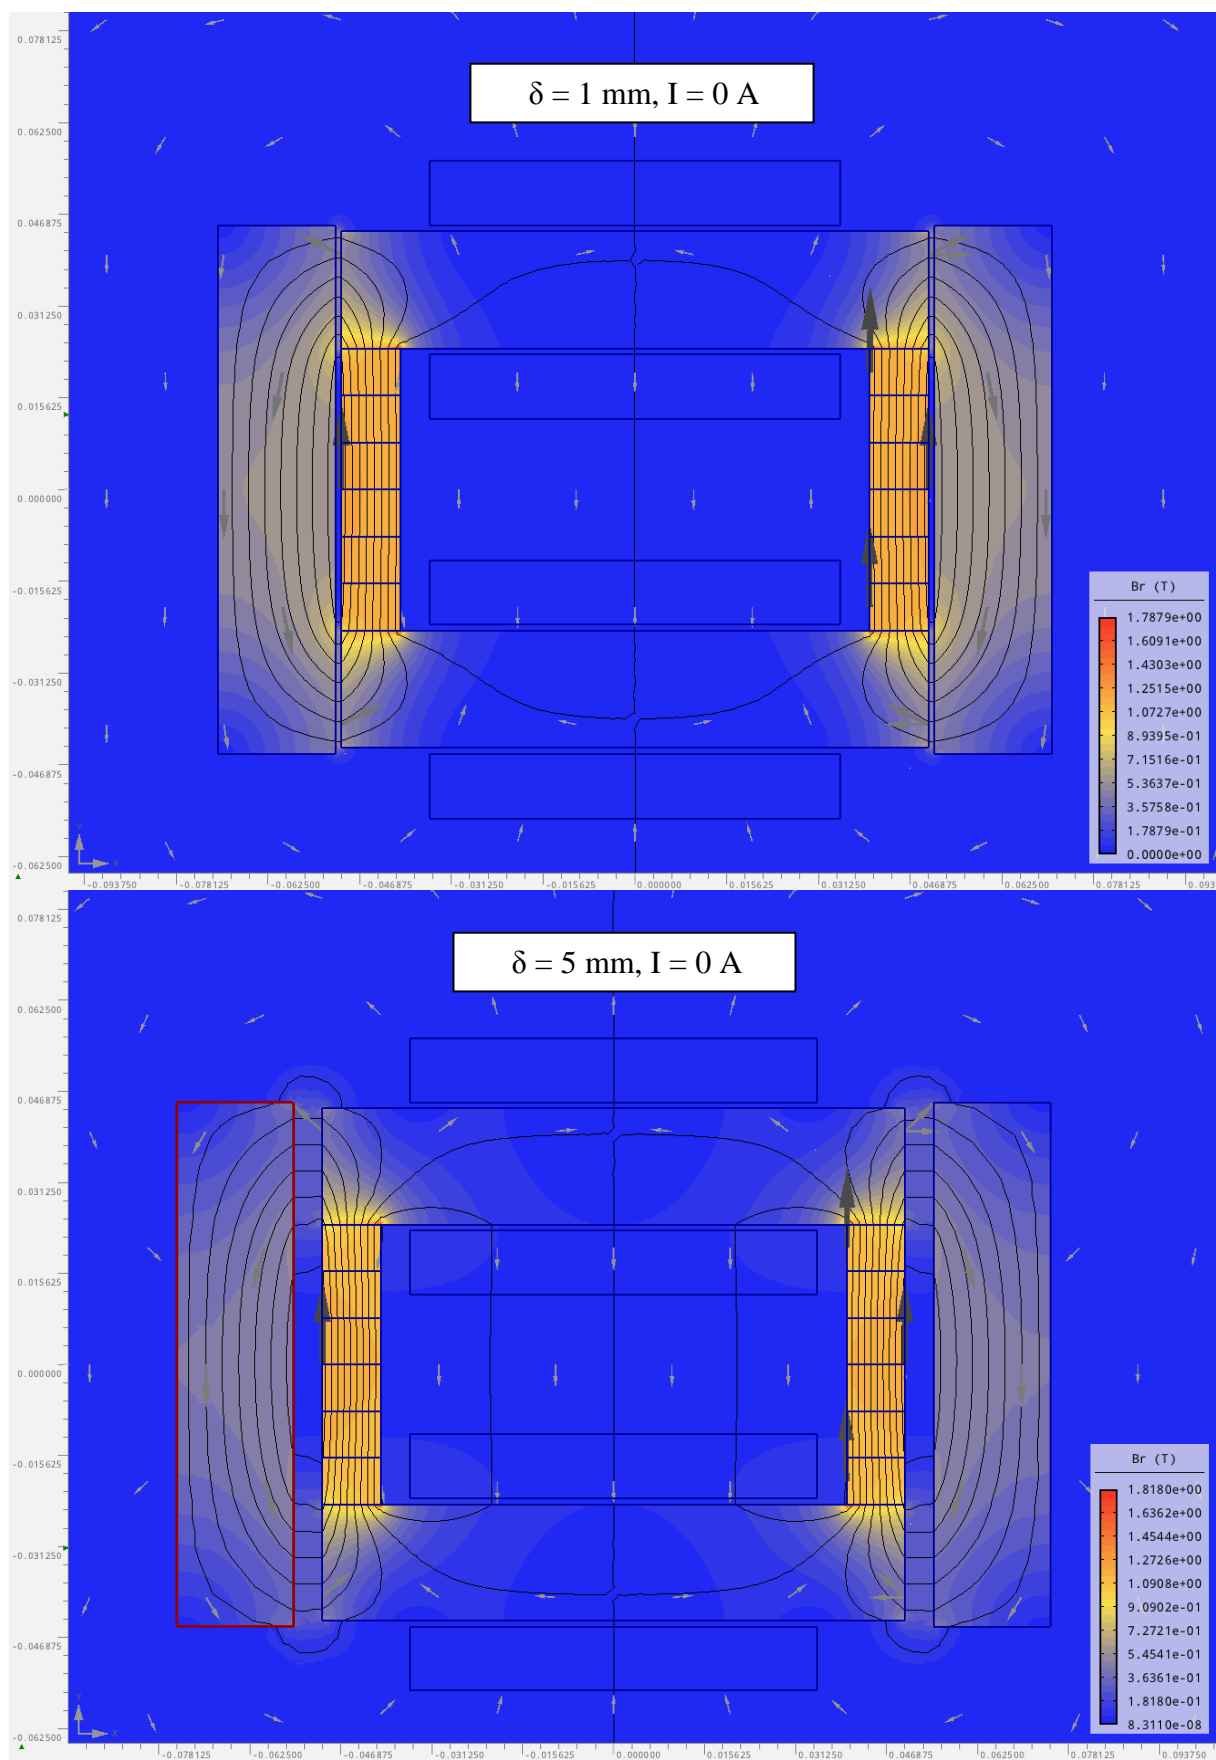 0.078125
δ = 1 mm, I = 0 A
0.062500
0.046875
0.031250
0.015625
0.000000
-0.015625
Br (T)
1.7879e+00
1.6091e+00
1.4303e+00
1.2515e+00
1.0727e+00
8.9395e-01
7.1516e-01
5.3637e-01
3.5758e-01
1.7879e-01
0.0000e+00
-0.031250
-0.046875
-0.062500
Y
X
-0.093750 -0.078125 -0.062500 -0.046875 -0.031250 -0.015625 0.000000 0.015625 0.031250 0.046875 0.062500 0.078125 0.093
0.078125
δ = 5 mm, I = 0 A
0.062500
0.046875
0.031250
0.015625
0.000000
-0.015625
Br (T)
1.8180e+00
1.6362e+00
1.4544e+00
1.2726e+00
1.0908e+00
9.0902e-01
7.2721e-01
5.4541e-01
3.6361e-01
1.8180e-01
8.3110e-08
-0.031250
-0.046875
-0.062500
Y
X
-0.078125 -0.062500 -0.046875 -0.031250 -0.015625 0.000000 0.015625 0.031250 0.046875 0.062500 0.078125 0.093750